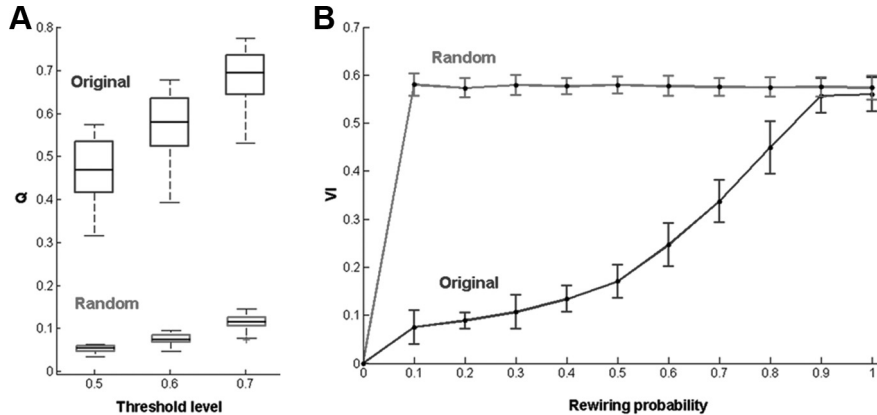 A
0.8
0.7
0.6
0.5
0.4
0.3
0.2
0.1
0
Q
Original
Random
0.5 0.6 0.7
Threshold level
B
0.7
0.6
0.5
0.4
0.3
0.2
0.1
0
VI
Random
Original
0 0.1 0.2 0.3 0.4 0.5 0.6 0.7 0.8 0.9 1
Rewiring probability